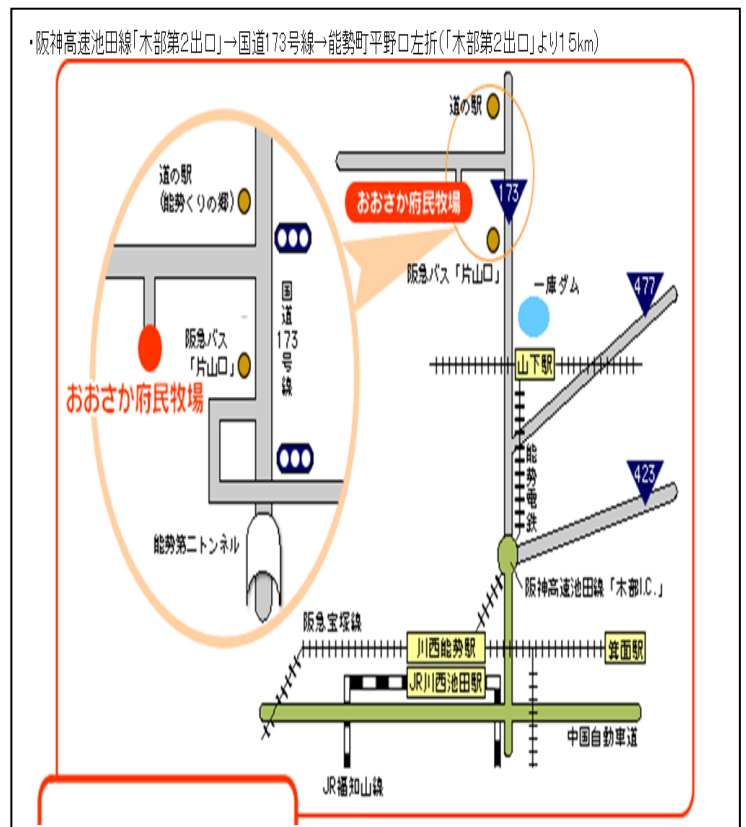 ・阪神高速池田線「木部第2出口」→国道173号線→能勢町平野口左折(「木部第2出口」より15km)
道の駅
おおさか府民牧場
173
阪急バス「片山口」
一庫ダム
477
山下駅
能勢電鉄
423
阪神高速池田線「木部I.C.」
阪急宝塚線
川西能勢駅
箕面駅
JR川西池田駅
中国自動車道
JR福知山線
道の駅
(能勢くりの郷)
国道173号線
阪急バス
「片山口」
おおさか府民牧場
能勢第二トンネル